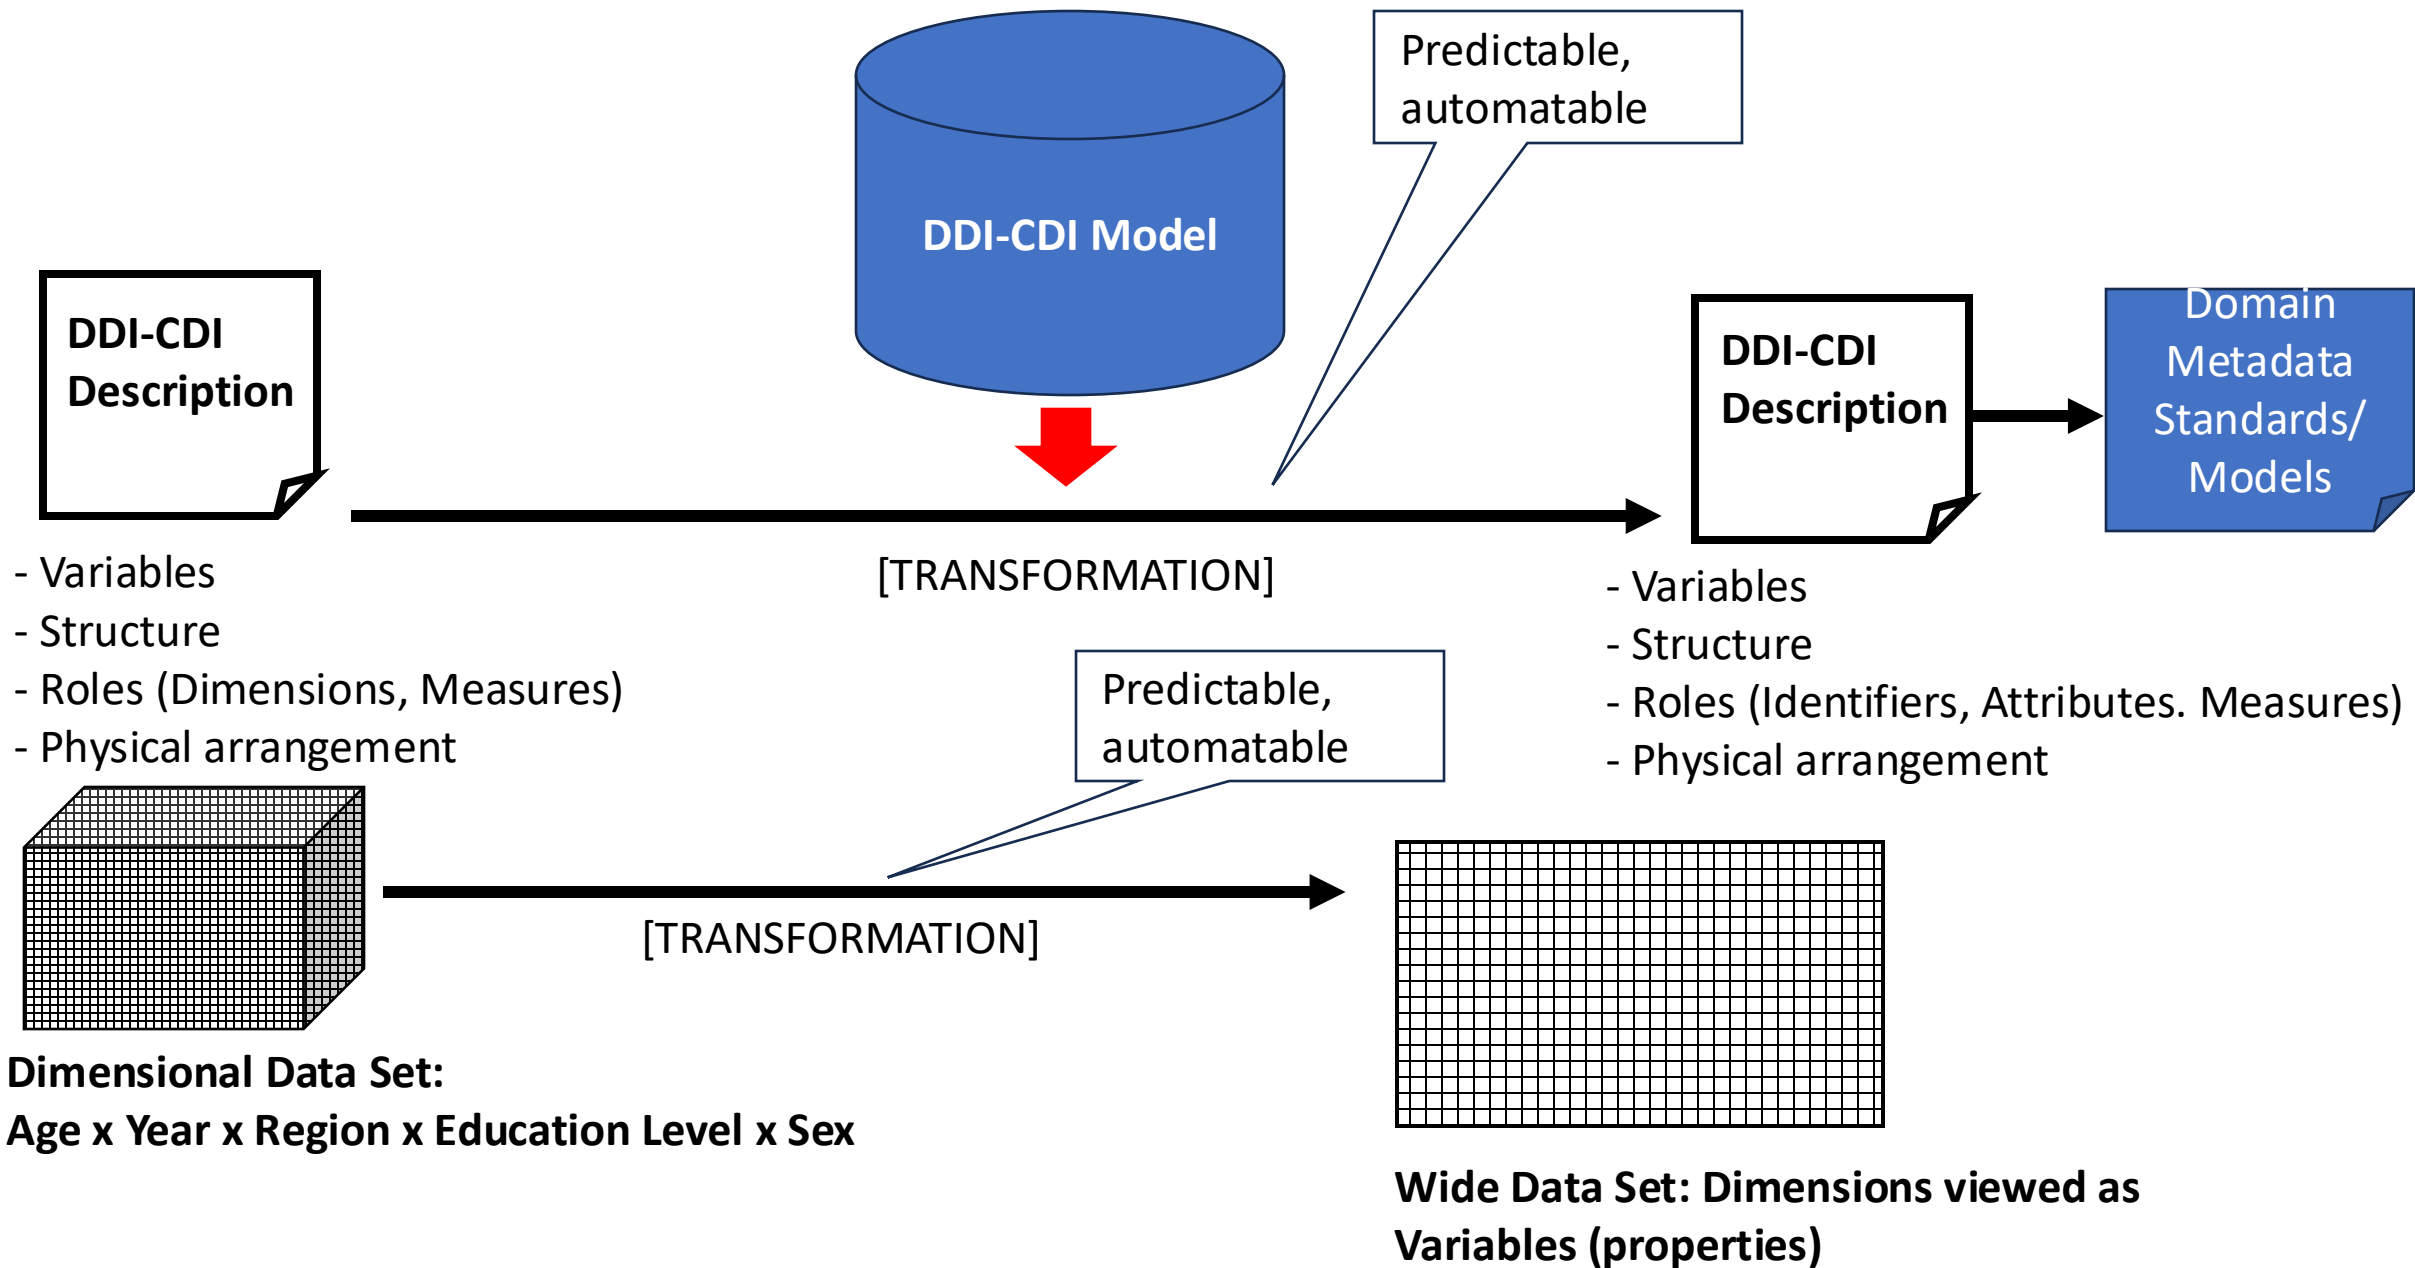 Predictable,
automatable
DDI-CDI Model
DDI-CDI
Description
DDI-CDI
Description
Domain
Metadata
Standards/
Models
[TRANSFORMATION]
- Variables
- Structure
- Roles (Dimensions, Measures)
- Physical arrangement
- Variables
- Structure
- Roles (Identifiers, Attributes. Measures)
- Physical arrangement
Predictable,
automatable
[TRANSFORMATION]
Dimensional Data Set:
Age x Year x Region x Education Level x Sex
Wide Data Set: Dimensions viewed as
Variables (properties)